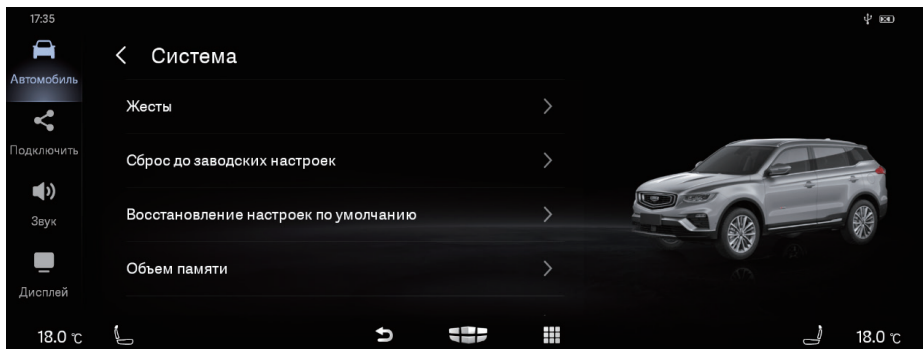 17:35
Автомобиль
Система
Жесты
Подключить
Сброс до заводских настроек
Звук
Восстановление настроек по умолчанию
Дисплей
Объем памяти
18.0 °C
18.0 °C